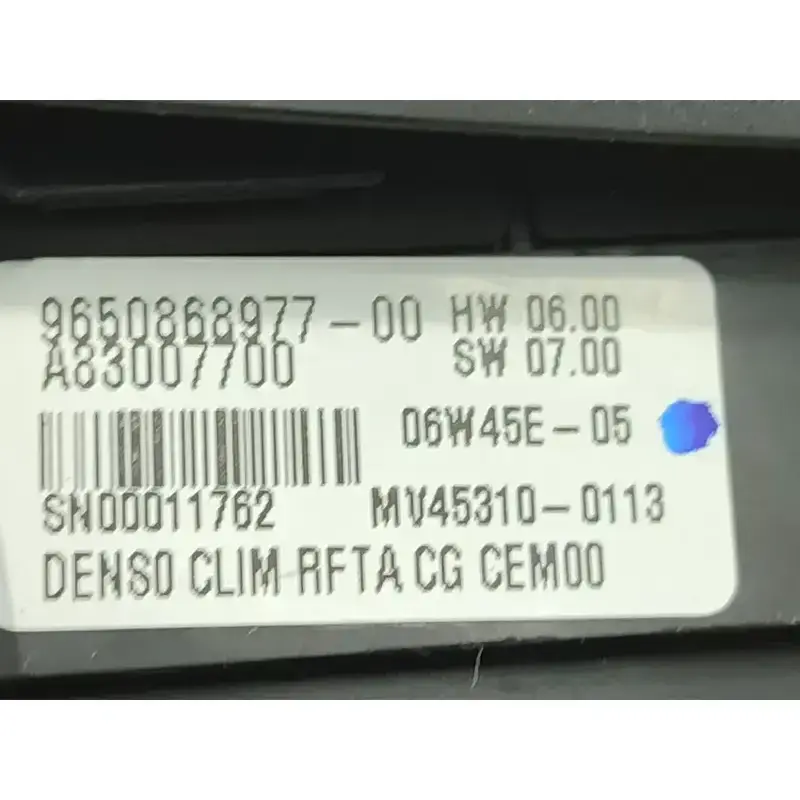 9650868977-00 HW 06.00
A83007700 SW 07.00
06W45E-05
SN00011762 MV45310-0113
DENSO CLIM RFTA CG CEM00